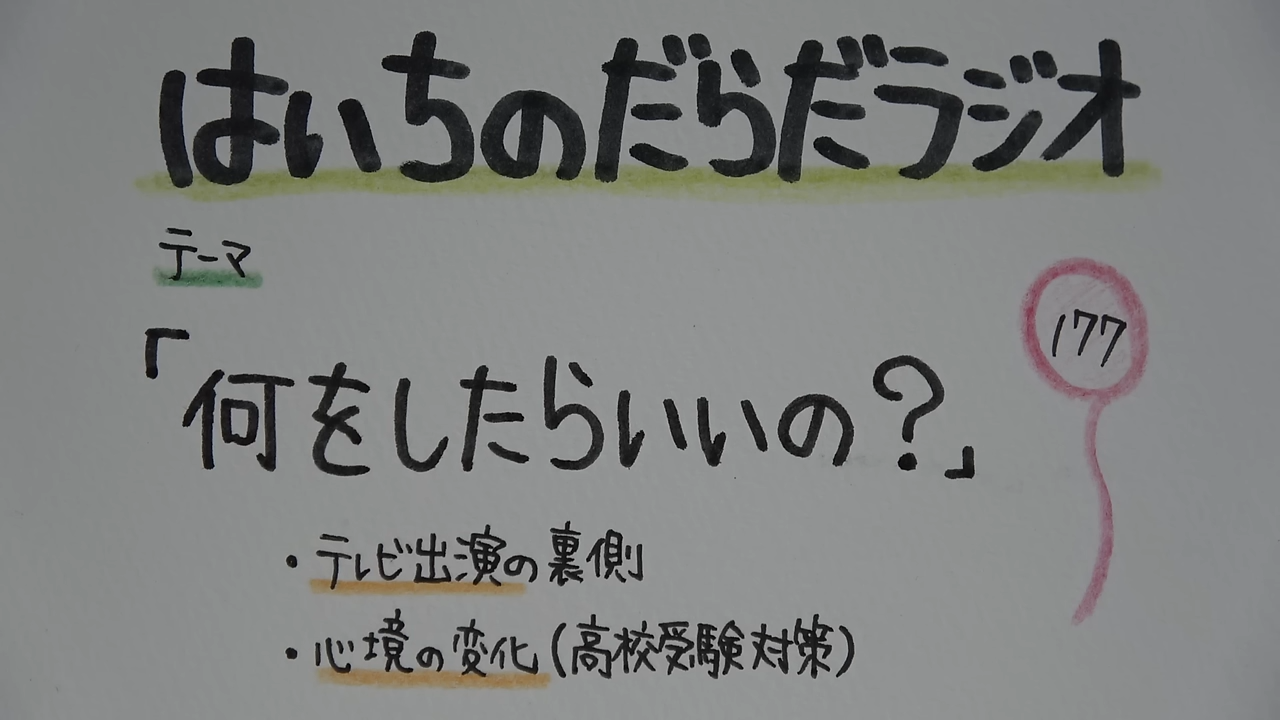 はいちのだらだラジオ
テーマ
177
「何をしたらいいの?」
・テレビ出演の裏側
・心境の変化(高校受験対策)